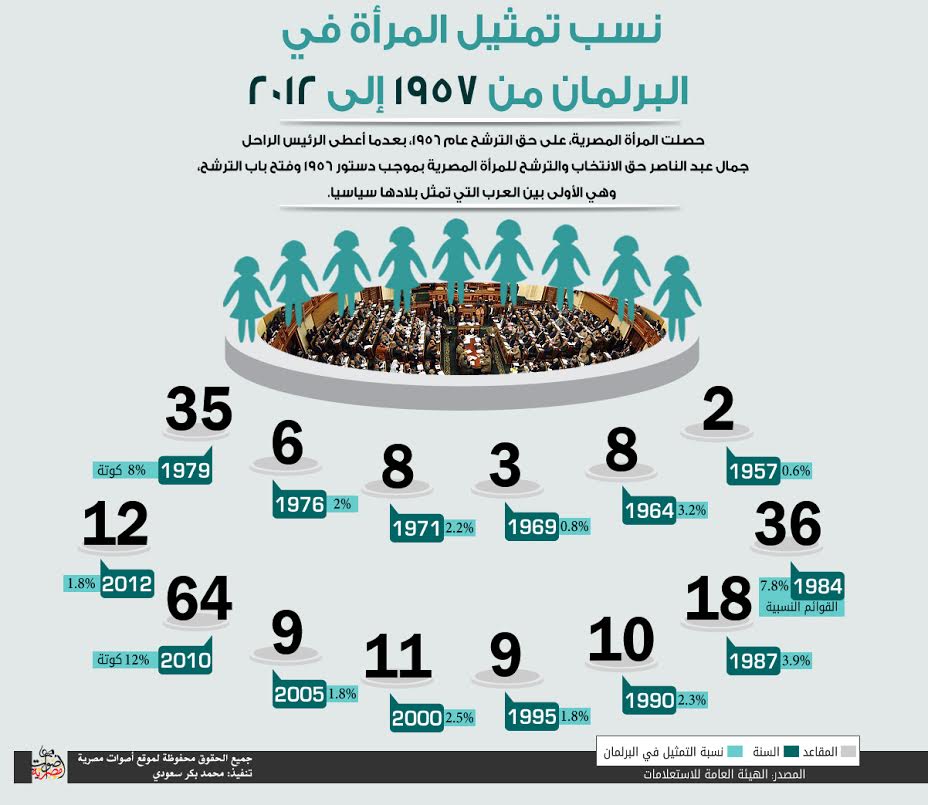 نسب تمثيل المرأة في
البرلمان من ١٩٥٧ إلى ٢٠١٢
حصلت المرأة المصرية، على حق الترشح عام ١٩٥٦، بعدما أعطى الرئيس الراحل
جمال عبد الناصر حق الانتخاب والترشح للمرأة المصرية بموجب دستور ١٩٥٦ وفتح باب الترشح،
وهي الأولى بين العرب التي تمثل بلادها سياسيا.
2
1957 0.6%
8
1964 3.2%
3
1969 0.8%
8
1971 2.2%
6
1976 2%
35
1979 8% كوتة
36
1984 7.8%
القوائم النسبية
18
1987 3.9%
10
1990 2.3%
9
1995 1.8%
11
2000 2.5%
9
2005 1.8%
64
2010 12% كوتة
12
2012 1.8%
المقاعد السنة نسبة التمثيل في البرلمان
المصدر: الهيئة العامة للاستعلامات
جميع الحقوق محفوظة لموقع أصوات مصرية
تنفيذ: محمد بكر سعودي
أصوات
مصرية